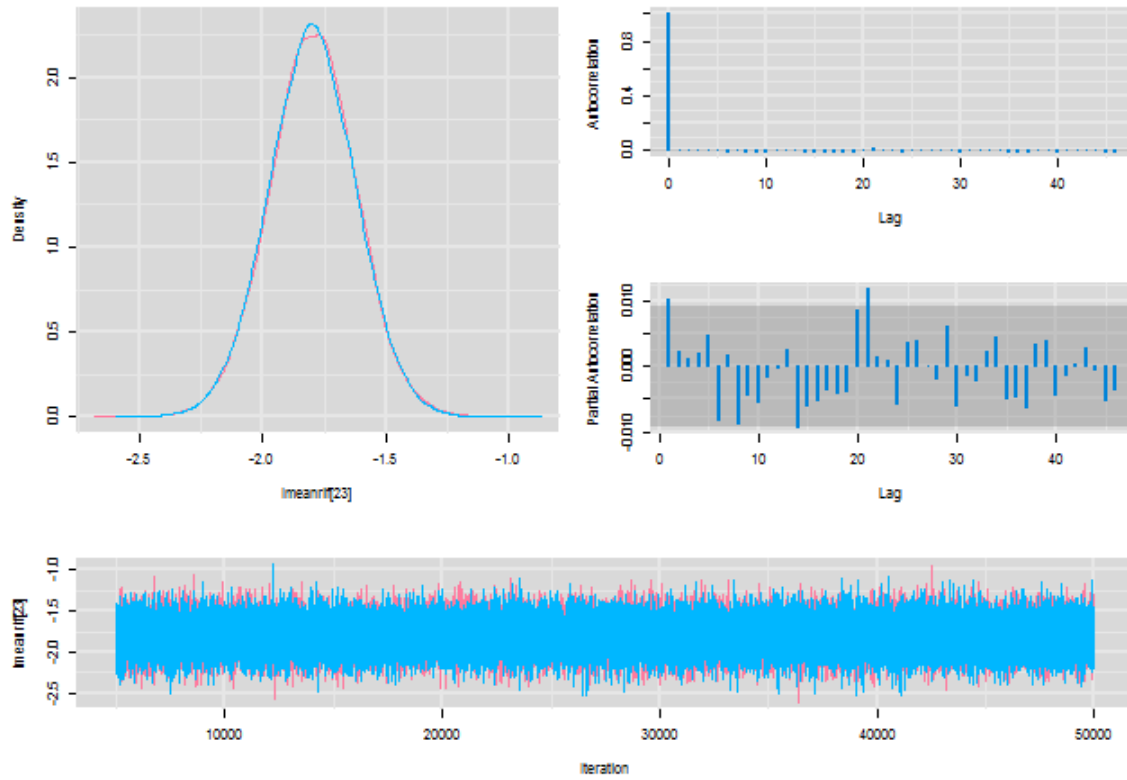 Density
0.0
0.5
1.0
1.5
2.0
-2.5 -2.0 -1.5 -1.0
lmeanrif[23]
Autocorrelation
0.0 0.4 0.8
0 10 20 30 40
Lag
Partial Autocorrelation
-0.010 0.000 0.010
0 10 20 30 40
Lag
lmeanrif[23]
-2.5 -2.0 -1.5 -1.0
10000 20000 30000 40000 50000
Iteration